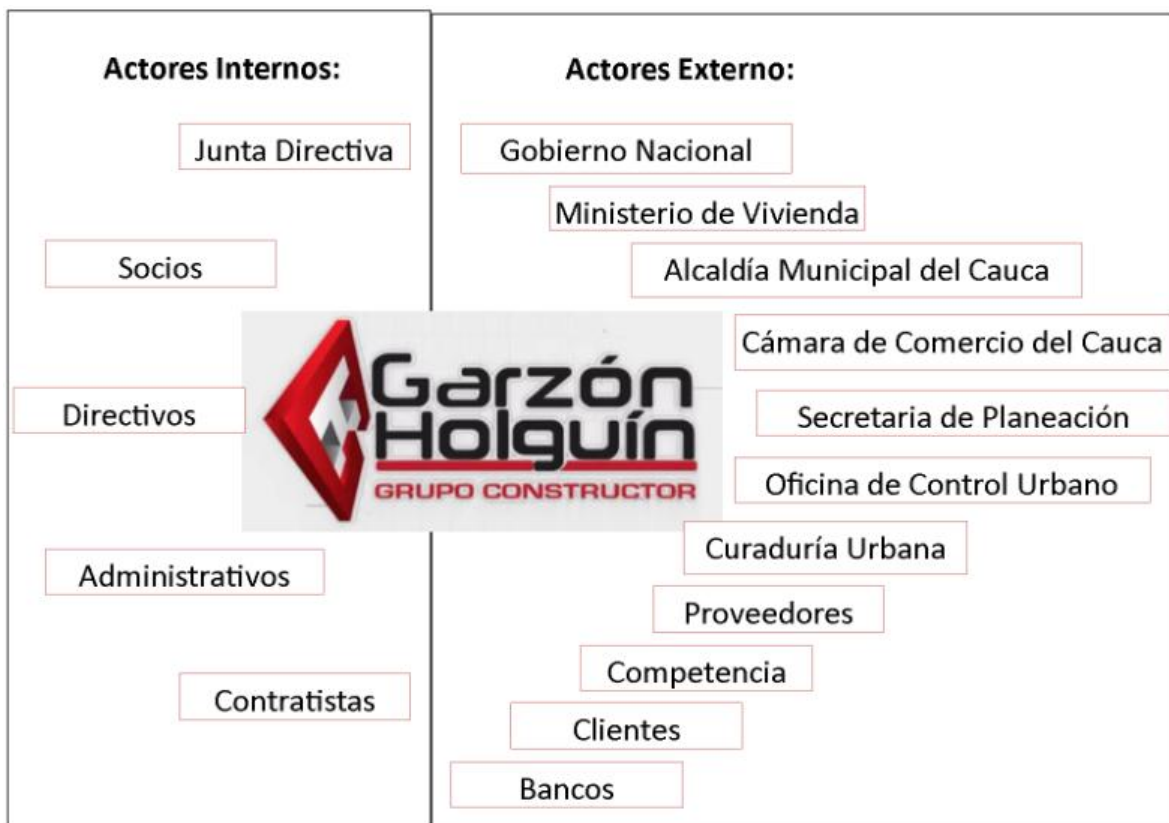 Actores Internos:
Junta Directiva
Socios
Directivos
Administrativos
Contratistas
Garzón
Holguín
GRUPO CONSTRUCTOR
Actores Externo:
Gobierno Nacional
Ministerio de Vivienda
Alcaldía Municipal del Cauca
Cámara de Comercio del Cauca
Secretaria de Planeación
Oficina de Control Urbano
Curaduría Urbana
Proveedores
Competencia
Clientes
Bancos